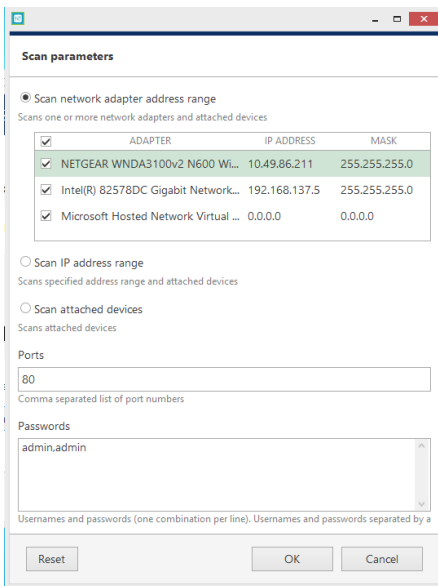 Scan parameters
Scan network adapter address range
Scans one or more network adapters and attached devices
ADAPTER IP ADDRESS MASK
NETGEAR WNDA3100v2 N600 Wi... 10.49.86.211 255.255.255.0
Intel(R) 82578DC Gigabit Network... 192.168.137.5 255.255.255.0
Microsoft Hosted Network Virtual ... 0.0.0.0 0.0.0.0
Scan IP address range
Scans specified address range and attached devices
Scan attached devices
Scans attached devices
Ports
80
Comma separated list of port numbers
Passwords
admin,admin
Usernames and passwords (one combination per line). Usernames and passwords separated by a
Reset OK Cancel